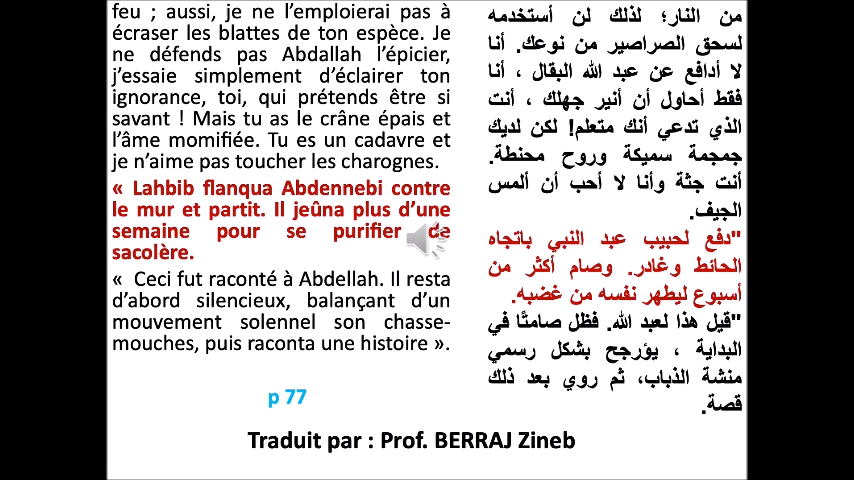 feu ; aussi, je ne l’emploierai pas à
écraser les blattes de ton espèce. Je
ne défends pas Abdallah l’épicier,
j’essaie simplement d’éclairer ton
ignorance, toi, qui prétends être si
savant ! Mais tu as le crâne épais et
l’âme momifiée. Tu es un cadavre et
je n’aime pas toucher les charognes.
« Lahbib flanqua Abdennebi contre
le mur et partit. Il jeûna plus d’une
semaine pour se purifier de
sacolère.
« Ceci fut raconté à Abdellah. Il resta
d’abord silencieux, balançant d’un
mouvement solennel son chasse-
mouches, puis raconta une histoire ».
p 77
من النار؛ لذلك لن أستخدمه
لسحق الصراصير من نوعك. أنا
لا أدافع عن عبد الله البقال ، أنا
فقط أحاول أن أنير جهلك ، أنت
الذي تدعي أنك متعلم! لكن لديك
جمجمة سميكة وروح محنطة.
أنت جثة وأنا لا أحب أن ألمس
الجيف.
"دفع لحبيب عبد النبي باتجاه
الحائط وغادر. وصام أكثر من
أسبوع ليطهر نفسه من غضبه.
"قيل هذا لعبد الله. فظل صامتًا في
البداية ، يؤرجح بشكل رسمي
منشة الذباب، ثم روي بعد ذلك
قصة.
Traduit par : Prof. BERRAJ Zineb